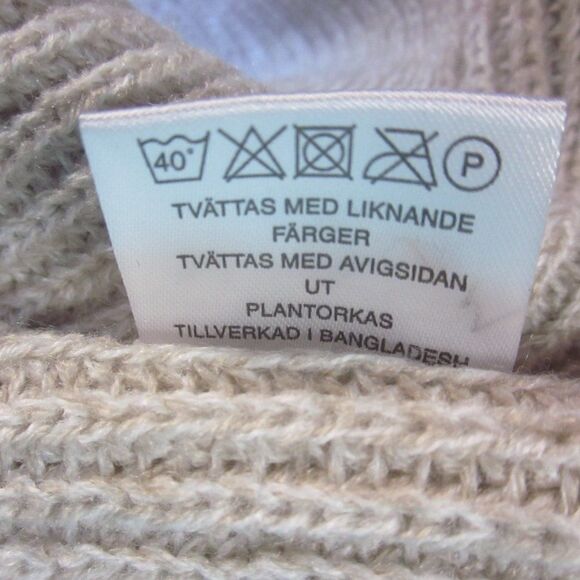 40° P
TVÄTTAS MED LIKNANDE
FÄRGER
TVÄTTAS MED AVIGSIDAN
UT
PLANTORKAS
TILLVERKAD I BANGLADESH